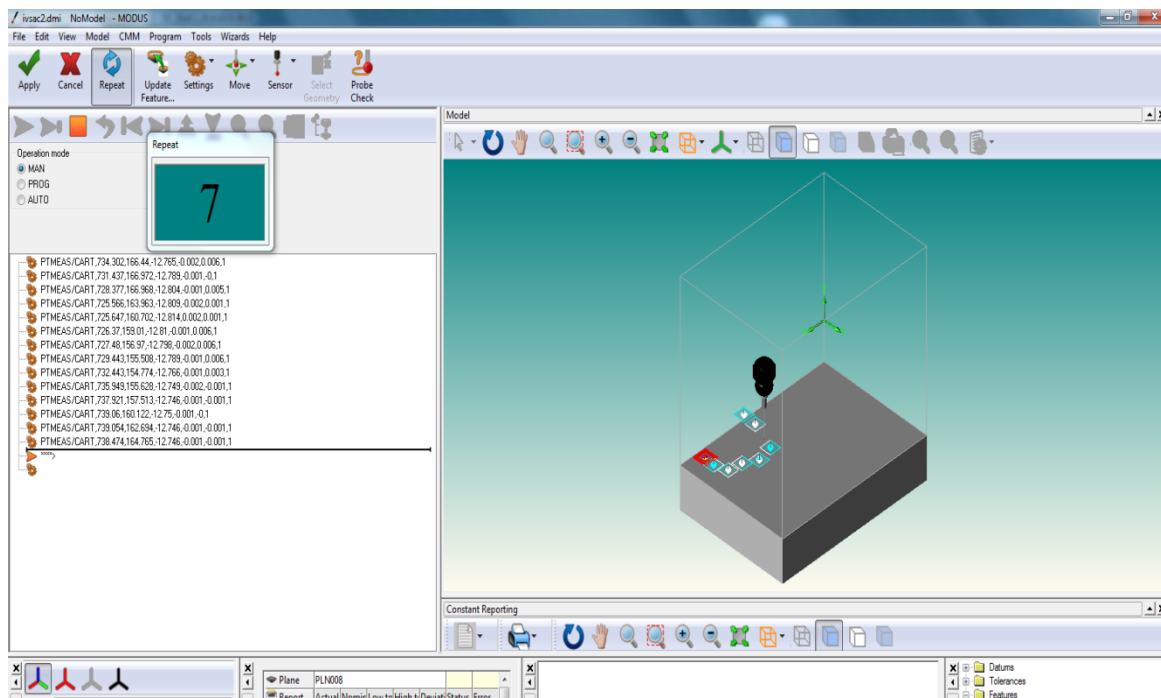 ivsac2.dmi NoModel - MODUS
File Edit View Model CMM Program Tools Wizards Help
Apply Cancel Repeat Update Feature... Settings Move Sensor Select Geometry Probe Check
Model
Repeat
7
Operation mode
MAN
PROG
AUTO
PTMEAS/CART,734.302,166.44,-12.765,-0.002,0.006,1
PTMEAS/CART,731.437,166.972,-12.789,-0.001,-0,1
PTMEAS/CART,728.377,166.968,-12.804,-0.001,0.005,1
PTMEAS/CART,725.566,163.963,-12.809,-0.002,0.001,1
PTMEAS/CART,725.647,160.702,-12.814,0.002,0.001,1
PTMEAS/CART,726.37,159.01,-12.81,-0.001,0.006,1
PTMEAS/CART,727.48,156.97,-12.798,-0.002,0.006,1
PTMEAS/CART,729.443,155.508,-12.789,-0.001,0.006,1
PTMEAS/CART,732.443,154.774,-12.766,-0.001,0.003,1
PTMEAS/CART,735.949,155.628,-12.749,-0.002,-0.001,1
PTMEAS/CART,737.921,157.513,-12.746,-0.001,-0.001,1
PTMEAS/CART,739.06,160.122,-12.75,-0.001,-0,1
PTMEAS/CART,739.054,162.694,-12.746,-0.001,-0.001,1
PTMEAS/CART,738.474,164.765,-12.746,-0.001,-0.001,1
Constant Reporting
Plane PLN008
Report Actual Nomin Low to High t Deviati Status Error
Datums
Tolerances
Features